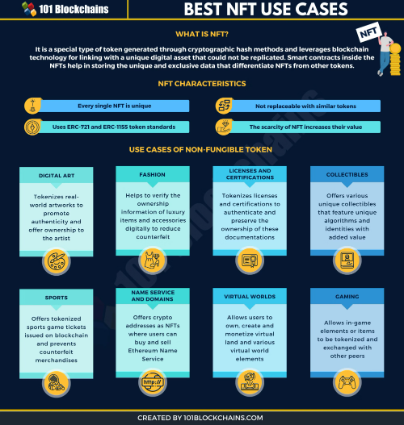 101 Blockchains
BEST NFT USE CASES
WHAT IS NFT?
NFT
It is a special type of token generated through cryptographic hash methods and leverages blockchain
technology for linking with a unique digital asset that could not be replicated. Smart contracts inside the
NFTs help in storing the unique and exclusive data that differentiate NFTs from other tokens.
NFT CHARACTERISTICS
Every single NFT is unique
Not replaceable with similar tokens
Uses ERC-721 and ERC-1155 token standards
The scarcity of NFT increases their value
USE CASES OF NON-FUNGIBLE TOKEN
DIGITAL ART
Tokenizes real-
world artworks to
promote
authenticity and
offer ownership to
the artist
FASHION
Helps to verify the
ownership
information of luxury
items and accessories
digitally to reduce
counterfeit
LICENSES AND
CERTIFICATIONS
Tokenizes licenses
and certifications to
authenticate and
preserve the
ownership of these
documentations
COLLECTIBLES
Offers various
unique collectibles
that feature unique
algorithms and
identities with
added value
SPORTS
Offers tokenized
sports game tickets
issued on blockchain
and prevents
counterfeit
merchandises
NAME SERVICE
AND DOMAINS
Offers crypto
addresses as NFTs
where users can
buy and sell
Ethereum Name
Service
http://
VIRTUAL WORLDS
Allows users to
own, create and
monetize virtual
land and various
virtual world
elements
GAMING
Allows in-game
elements or items
to be tokenized and
exchanged with
other peers
CREATED BY 101BLOCKCHAINS.COM
101 Blockchains